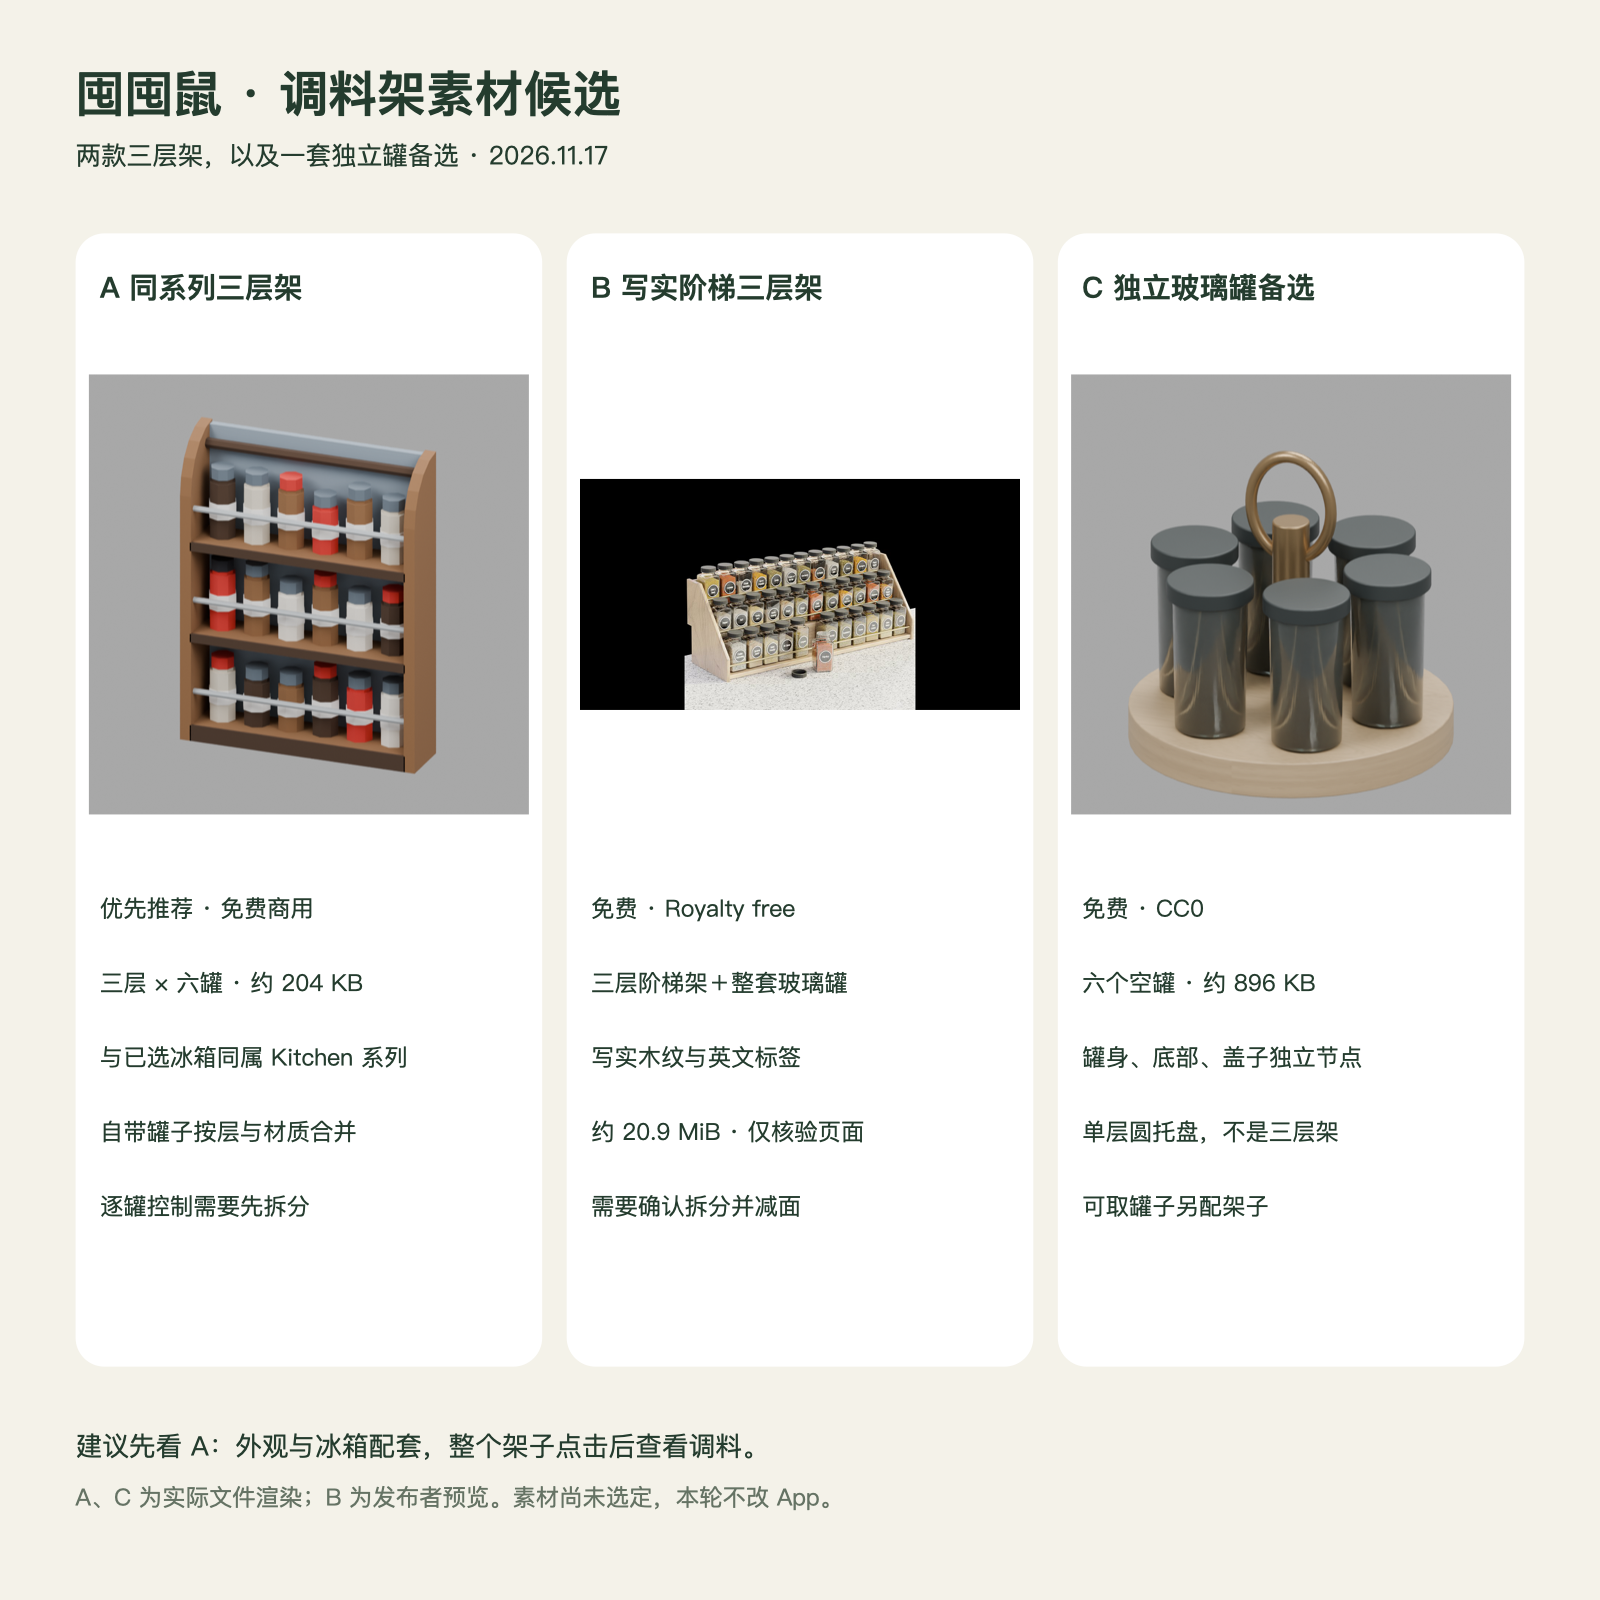 囤囤鼠 · 调料架素材候选
两款三层架，以及一套独立罐备选 · 2026.11.17
A 同系列三层架
优先推荐 · 免费商用
三层 × 六罐 · 约 204 KB
与已选冰箱同属 Kitchen 系列
自带罐子按层与材质合并
逐罐控制需要先拆分
B 写实阶梯三层架
免费 · Royalty free
三层阶梯架＋整套玻璃罐
写实木纹与英文标签
约 20.9 MiB · 仅核验页面
需要确认拆分并减面
C 独立玻璃罐备选
免费 · CC0
六个空罐 · 约 896 KB
罐身、底部、盖子独立节点
单层圆托盘，不是三层架
可取罐子另配架子
建议先看 A：外观与冰箱配套，整个架子点击后查看调料。
A、C 为实际文件渲染；B 为发布者预览。素材尚未选定，本轮不改 App。